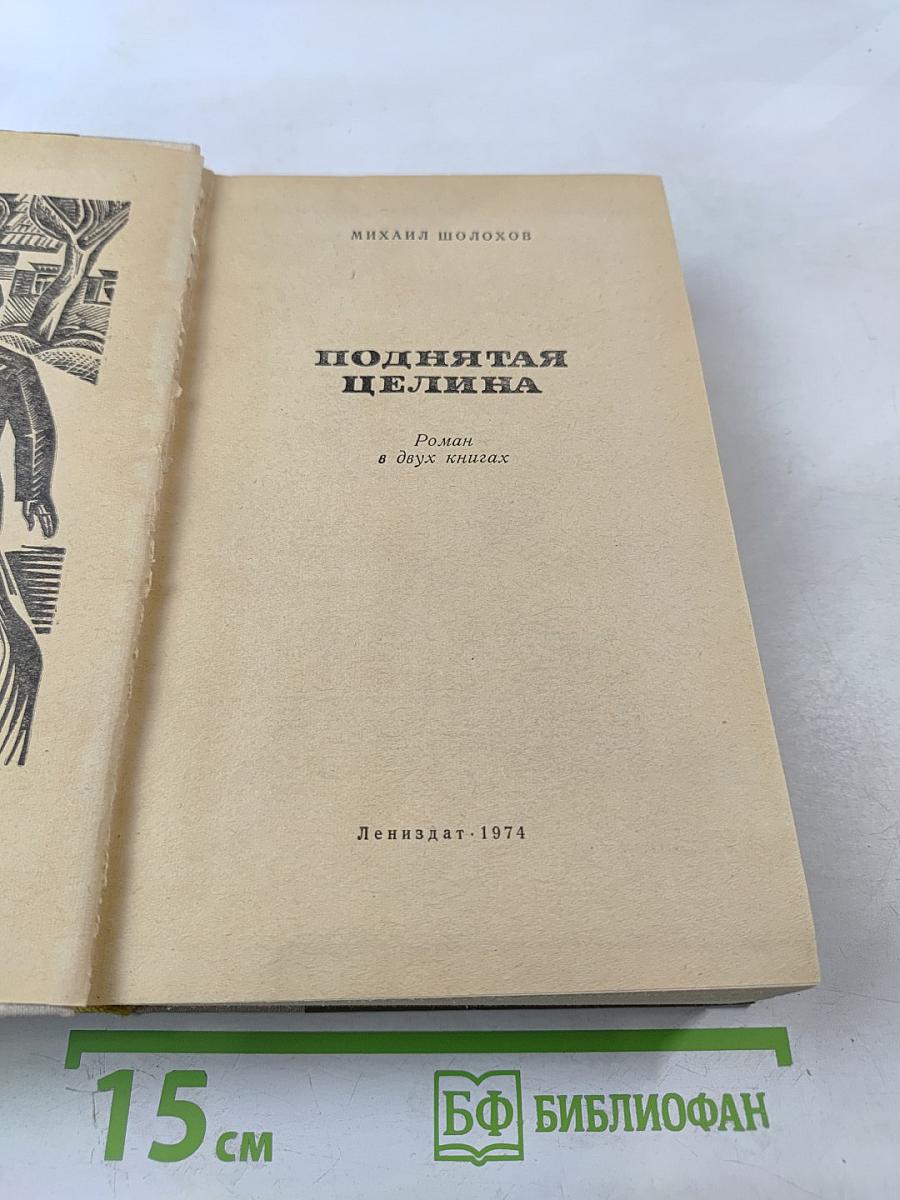 МИХАИЛ ШОЛОХОВ
ПОДНЯТАЯ
ЦЕЛИНА
Роман
в двух книгах
Лениздат · 1974
15 см
БФ БИБЛИОФАН